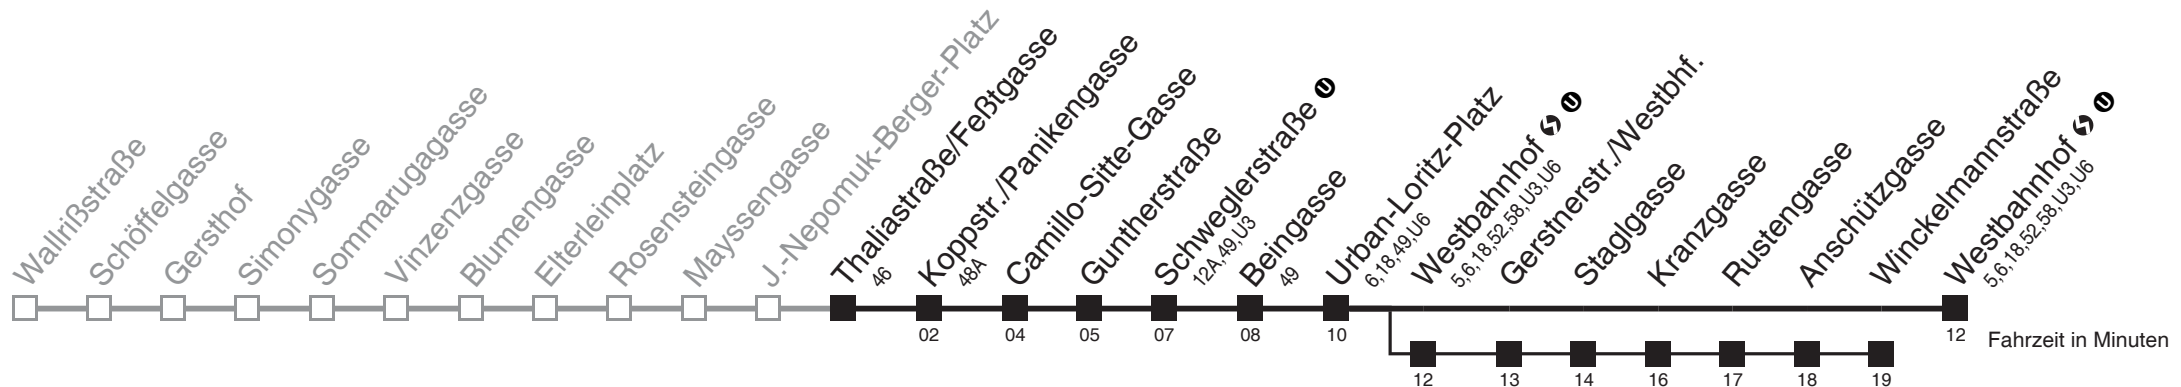 Wallrißstraße
Schöffelgasse
Gersthof
Simonygasse
Sommarugagasse
Vinzenzgasse
Blumengasse
Elterleinplatz
Rosensteingasse
Mayssengasse
J.-Nepomuk-Berger-Platz
Thaliastraße/Feßtgasse
46
Koppstr./Panikengasse
48A
Camillo-Sitte-Gasse
Guntherstraße
Schweglerstraße U
12A,49,U3
Beingasse
49
Urban-Loritz-Platz
6,18,49,U6
Westbahnhof S U
5,6,18,52,58,U3,U6
Gerstnerstr./Westbhf.
Staglgasse
Kranzgasse
Rustengasse
Anschützgasse
Winckelmannstraße
Westbahnhof S U
5,6,18,52,58,U3,U6
02 04 05 07 08 10 12
Fahrzeit in Minuten
12 13 14 16 17 18 19